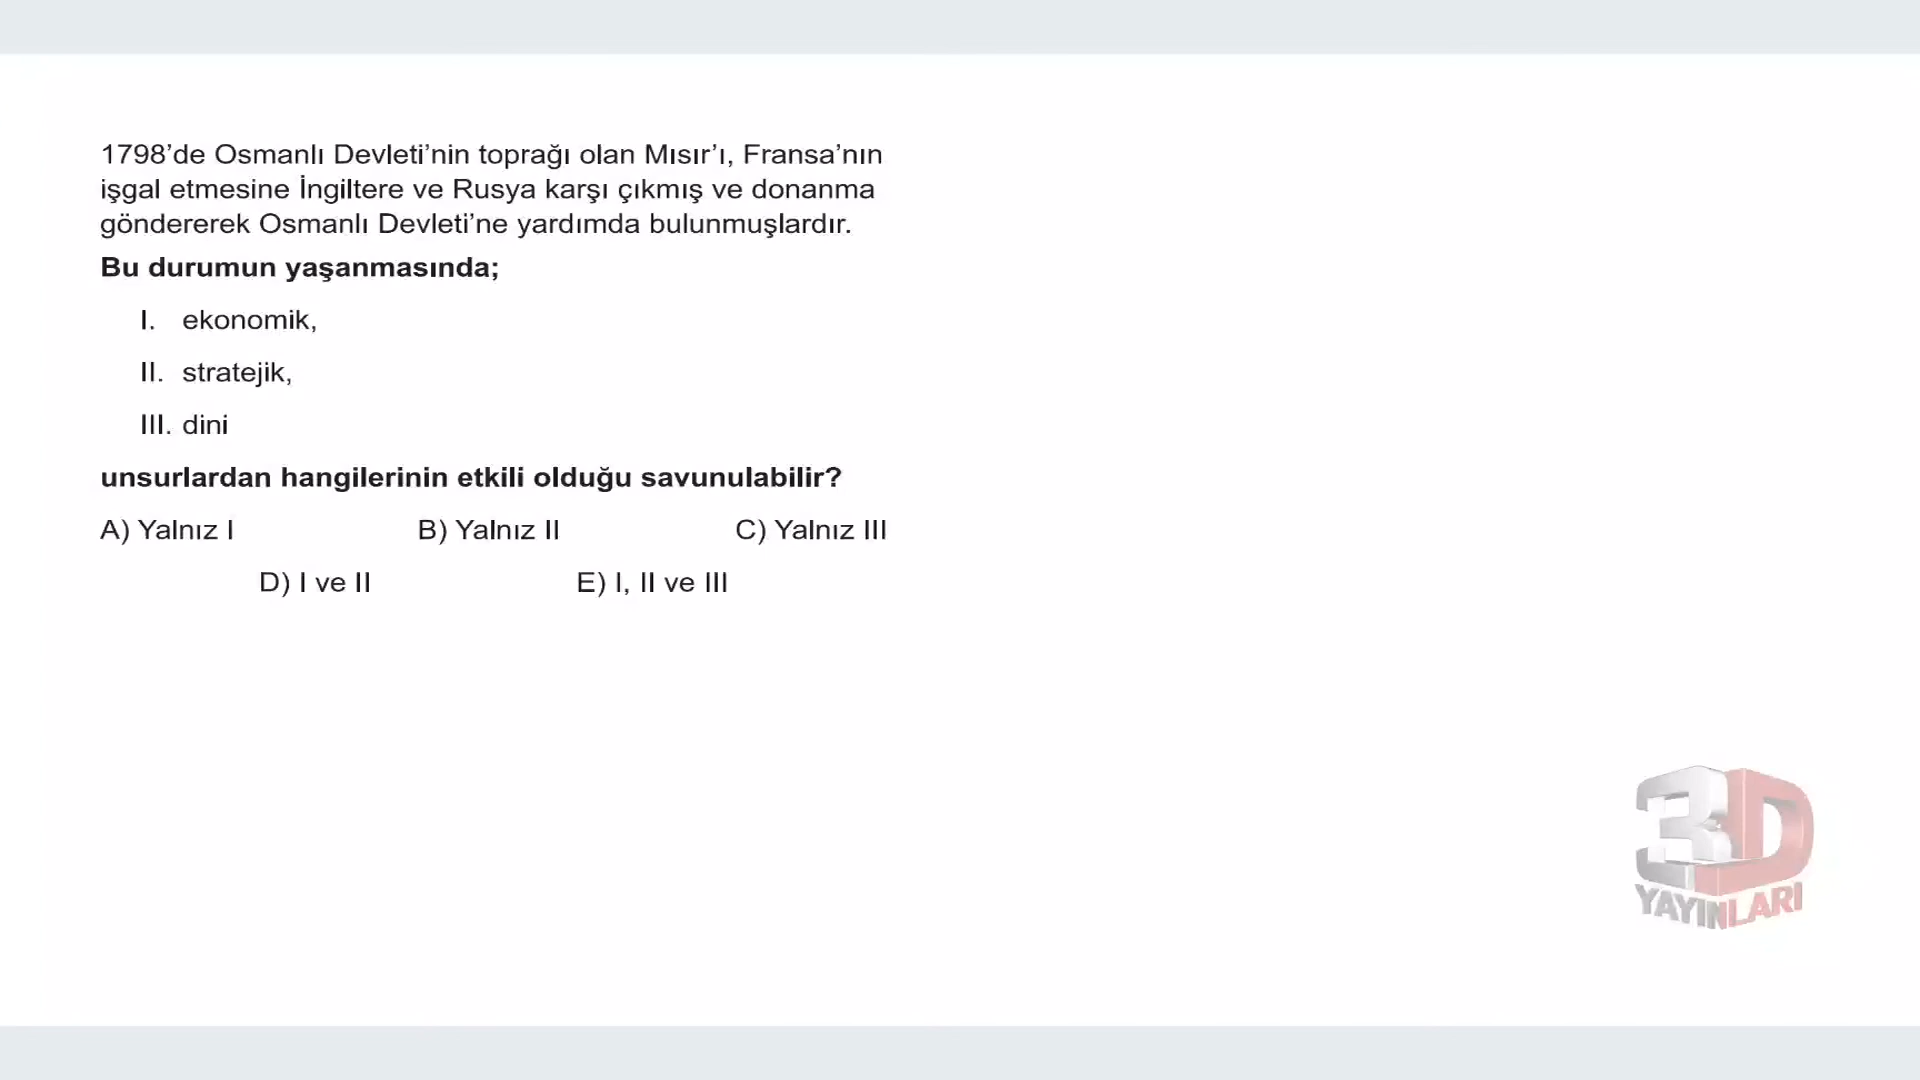 1798’de Osmanlı Devleti’nin toprağı olan Mısır’ı, Fransa’nın
işgal etmesine İngiltere ve Rusya karşı çıkmış ve donanma
göndererek Osmanlı Devleti’ne yardımda bulunmuşlardır.
Bu durumun yaşanmasında;
I. ekonomik,
II. stratejik,
III. dini
unsurlardan hangilerinin etkili olduğu savunulabilir?
A) Yalnız I B) Yalnız II C) Yalnız III
D) I ve II E) I, II ve III
3D
YAYINLARI